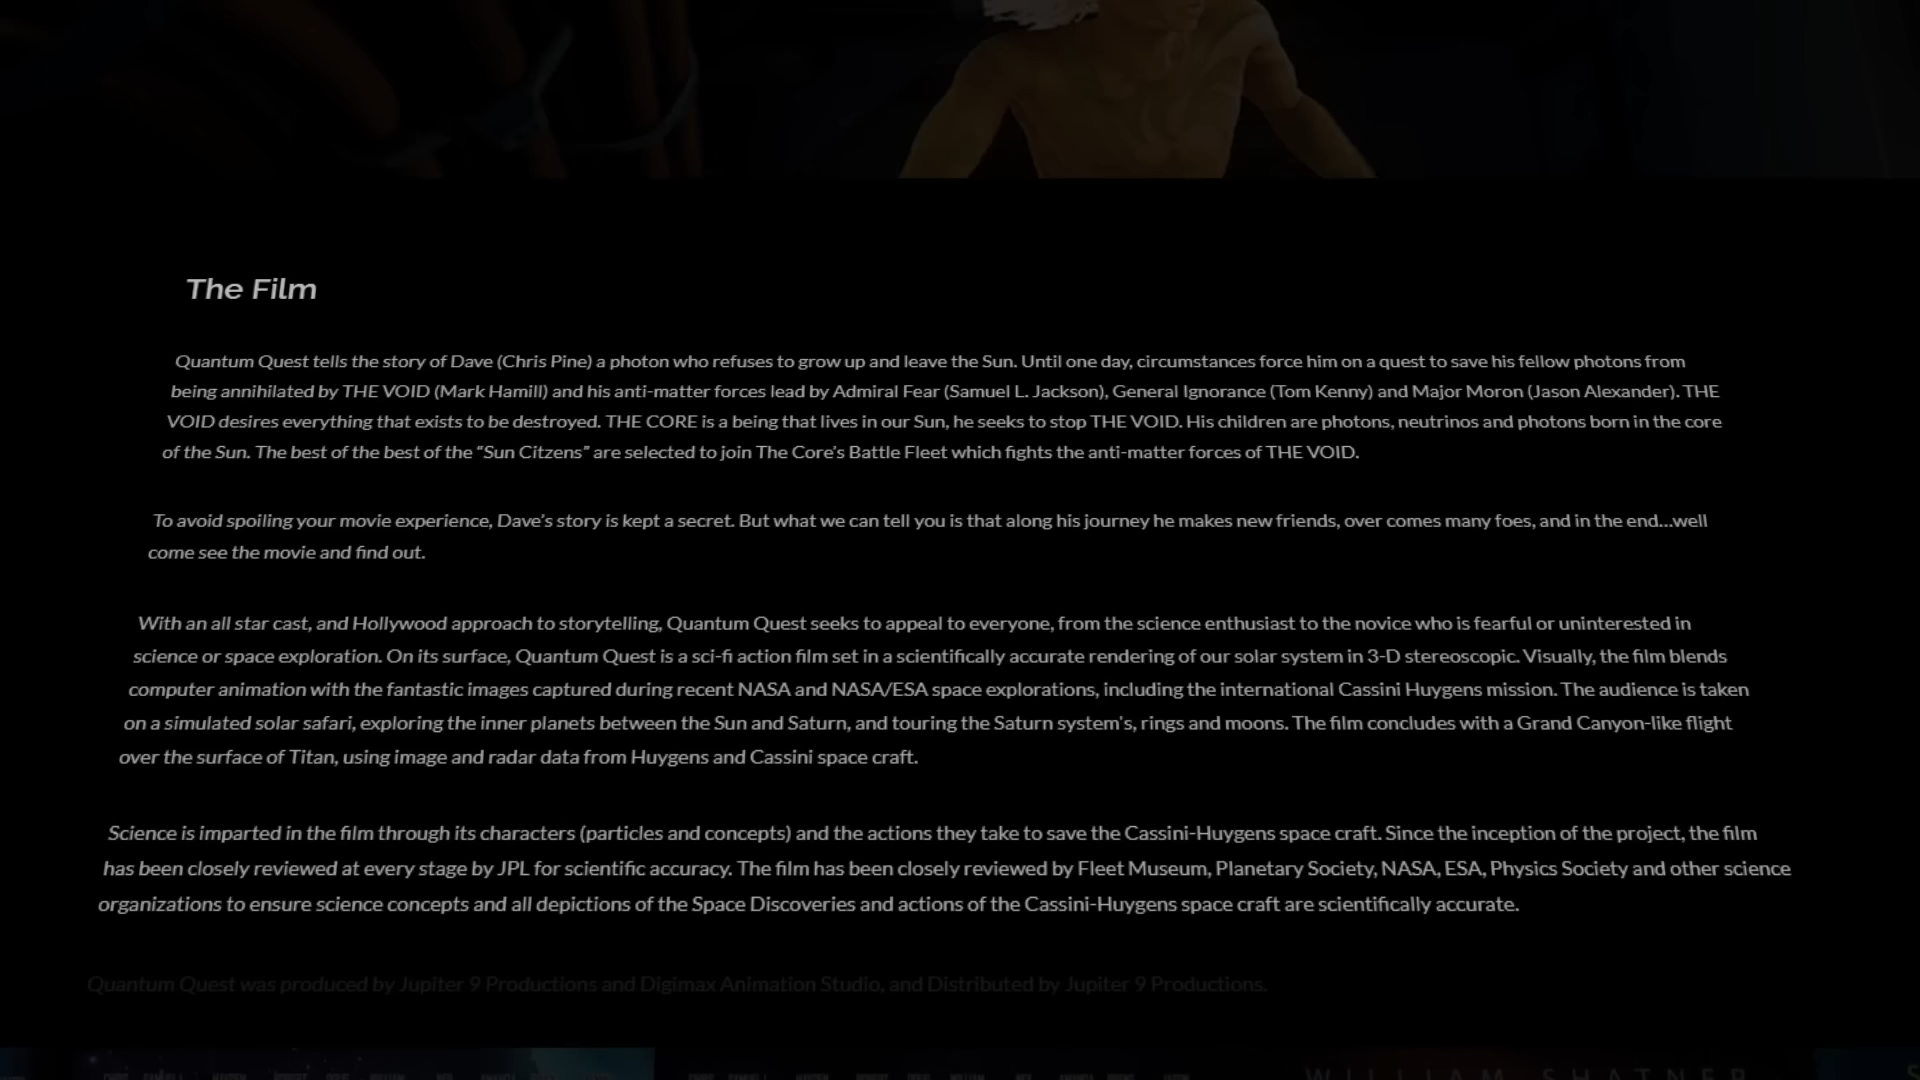 The Film
Quantum Quest tells the story of Dave (Chris Pine) a photon who refuses to grow up and leave the Sun. Until one day, circumstances force him on a quest to save his fellow photons from
being annihilated by THE VOID (Mark Hamill) and his anti-matter forces lead by Admiral Fear (Samuel L. Jackson), General Ignorance (Tom Kenny) and Major Moron (Jason Alexander). THE
VOID desires everything that exists to be destroyed. THE CORE is a being that lives in our Sun, he seeks to stop THE VOID. His children are photons, neutrinos and photons born in the core
of the Sun. The best of the best of the “Sun Citzens” are selected to join The Core's Battle Fleet which fights the anti-matter forces of THE VOID.
To avoid spoiling your movie experience, Dave's story is kept a secret. But what we can tell you is that along his journey he makes new friends, over comes many foes, and in the end...well
come see the movie and find out.
With an all star cast, and Hollywood approach to storytelling, Quantum Quest seeks to appeal to everyone, from the science enthusiast to the novice who is fearful or uninterested in
science or space exploration. On its surface, Quantum Quest is a sci-fi action film set in a scientifically accurate rendering of our solar system in 3-D stereoscopic. Visually, the film blends
computer animation with the fantastic images captured during recent NASA and NASA/ESA space explorations, including the international Cassini Huygens mission. The audience is taken
on a simulated solar safari, exploring the inner planets between the Sun and Saturn, and touring the Saturn system's, rings and moons. The film concludes with a Grand Canyon-like flight
over the surface of Titan, using image and radar data from Huygens and Cassini space craft.
Science is imparted in the film through its characters (particles and concepts) and the actions they take to save the Cassini-Huygens space craft. Since the inception of the project, the film
has been closely reviewed at every stage by JPL for scientific accuracy. The film has been closely reviewed by Fleet Museum, Planetary Society, NASA, ESA, Physics Society and other science
organizations to ensure science concepts and all depictions of the Space Discoveries and actions of the Cassini-Huygens space craft are scientifically accurate.
Quantum Quest was produced by Jupiter 9 Productions and Digimax Animation Studio, and Distributed by Jupiter 9 Productions.
WILLIAM SHATNER